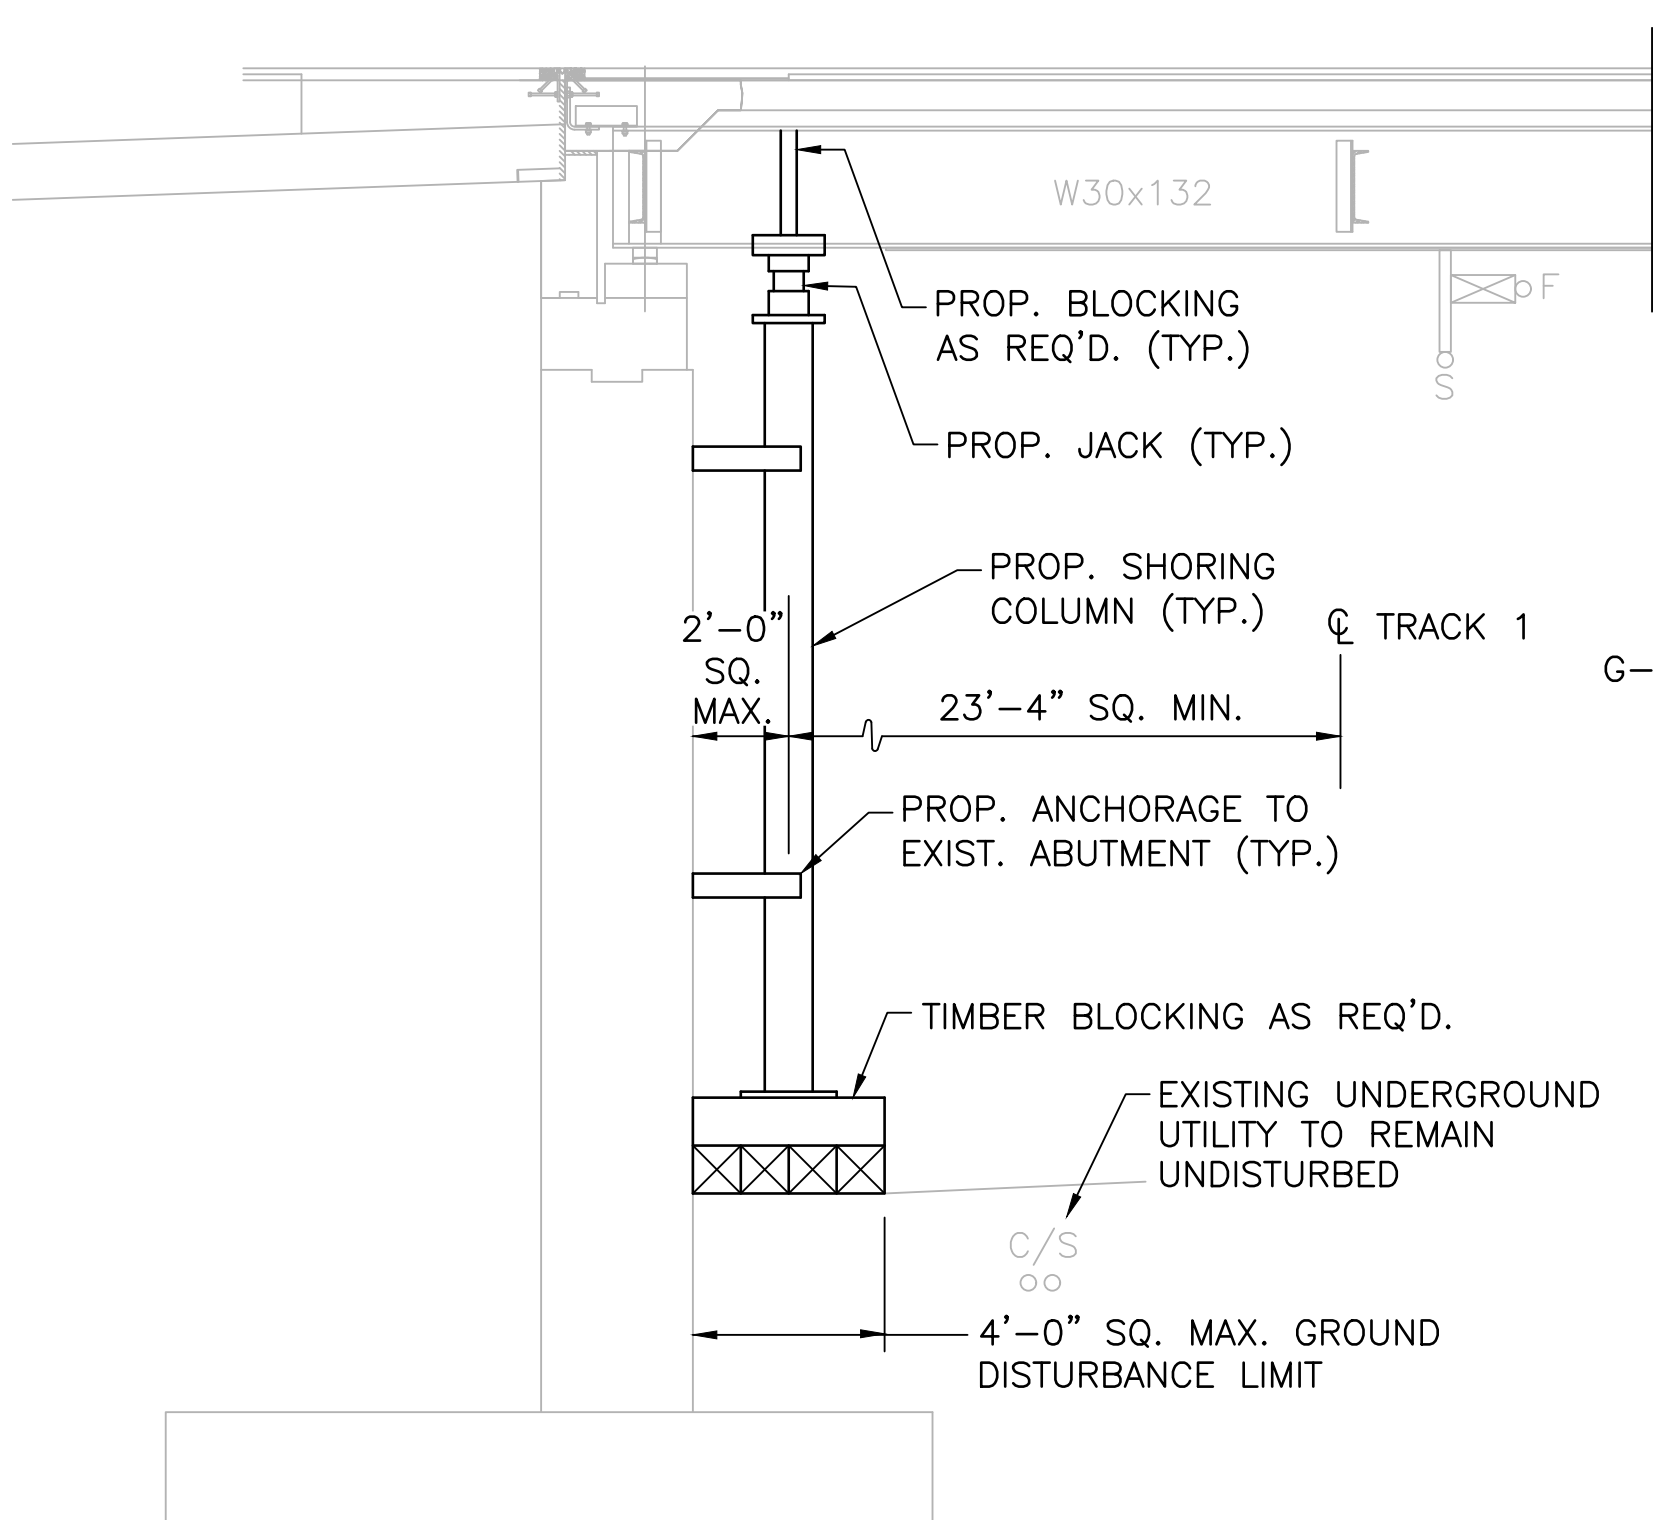 W30x132
F
PROP. BLOCKING
AS REQ'D. (TYP.)
S
PROP. JACK (TYP.)
PROP. SHORING
COLUMN (TYP.)
2'-0"
SQ.
MAX.
℄ TRACK 1
G-
23'-4" SQ. MIN.
PROP. ANCHORAGE TO
EXIST. ABUTMENT (TYP.)
TIMBER BLOCKING AS REQ'D.
EXISTING UNDERGROUND
UTILITY TO REMAIN
UNDISTURBED
C/S
4'-0" SQ. MAX. GROUND
DISTURBANCE LIMIT